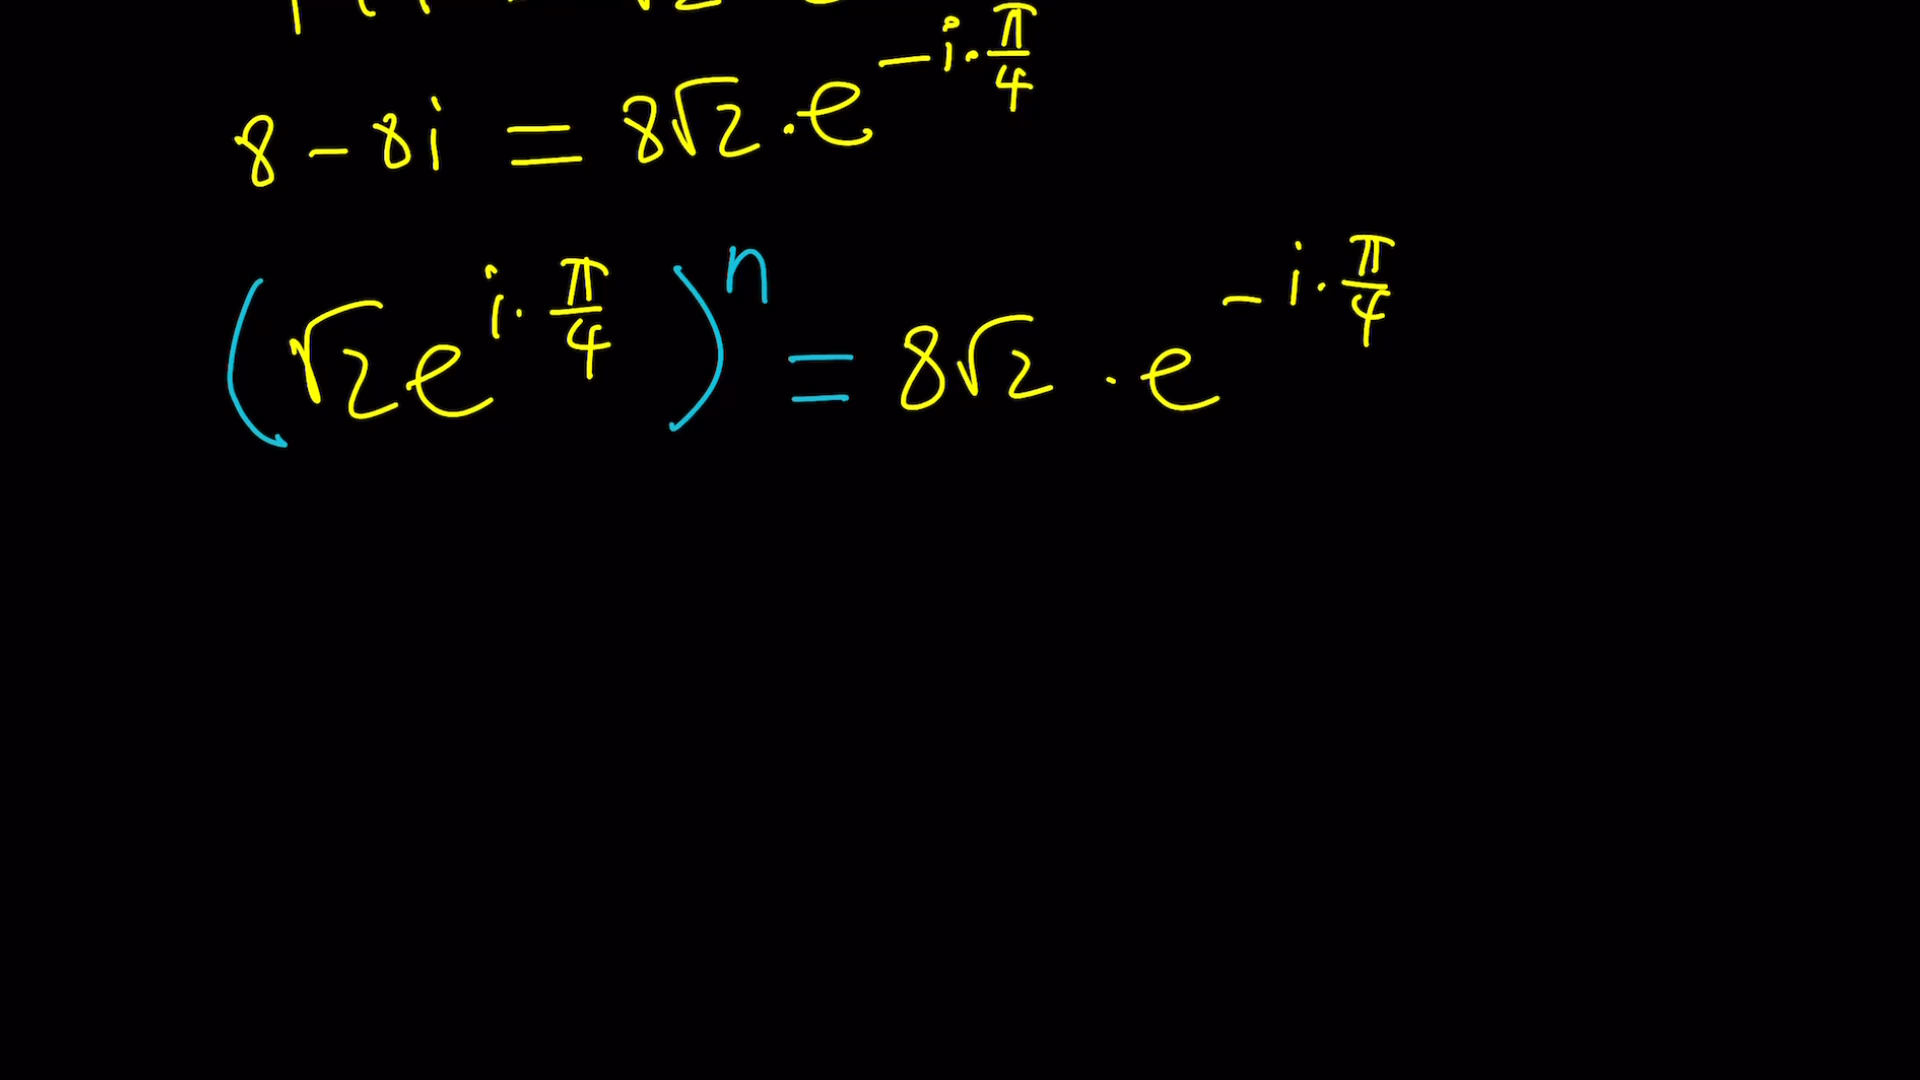 8 - 8i = 8√2 · e^(-i·π/4)
(√2 e^(i·π/4))^n = 8√2 · e^(-i·π/4)